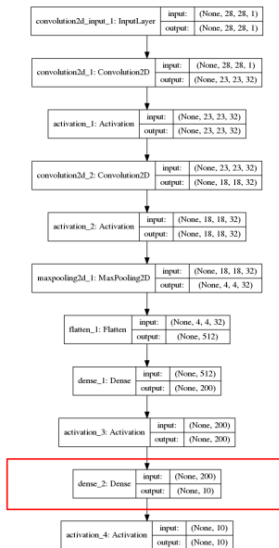 convolution2d_input_1: InputLayer input: (None, 28, 28, 1)
output: (None, 28, 28, 1)
convolution2d_1: Convolution2D input: (None, 28, 28, 1)
output: (None, 23, 23, 32)
activation_1: Activation input: (None, 23, 23, 32)
output: (None, 23, 23, 32)
convolution2d_2: Convolution2D input: (None, 23, 23, 32)
output: (None, 18, 18, 32)
activation_2: Activation input: (None, 18, 18, 32)
output: (None, 18, 18, 32)
maxpooling2d_1: MaxPooling2D input: (None, 18, 18, 32)
output: (None, 4, 4, 32)
flatten_1: Flatten input: (None, 4, 4, 32)
output: (None, 512)
dense_1: Dense input: (None, 512)
output: (None, 200)
activation_3: Activation input: (None, 200)
output: (None, 200)
dense_2: Dense input: (None, 200)
output: (None, 10)
activation_4: Activation input: (None, 10)
output: (None, 10)